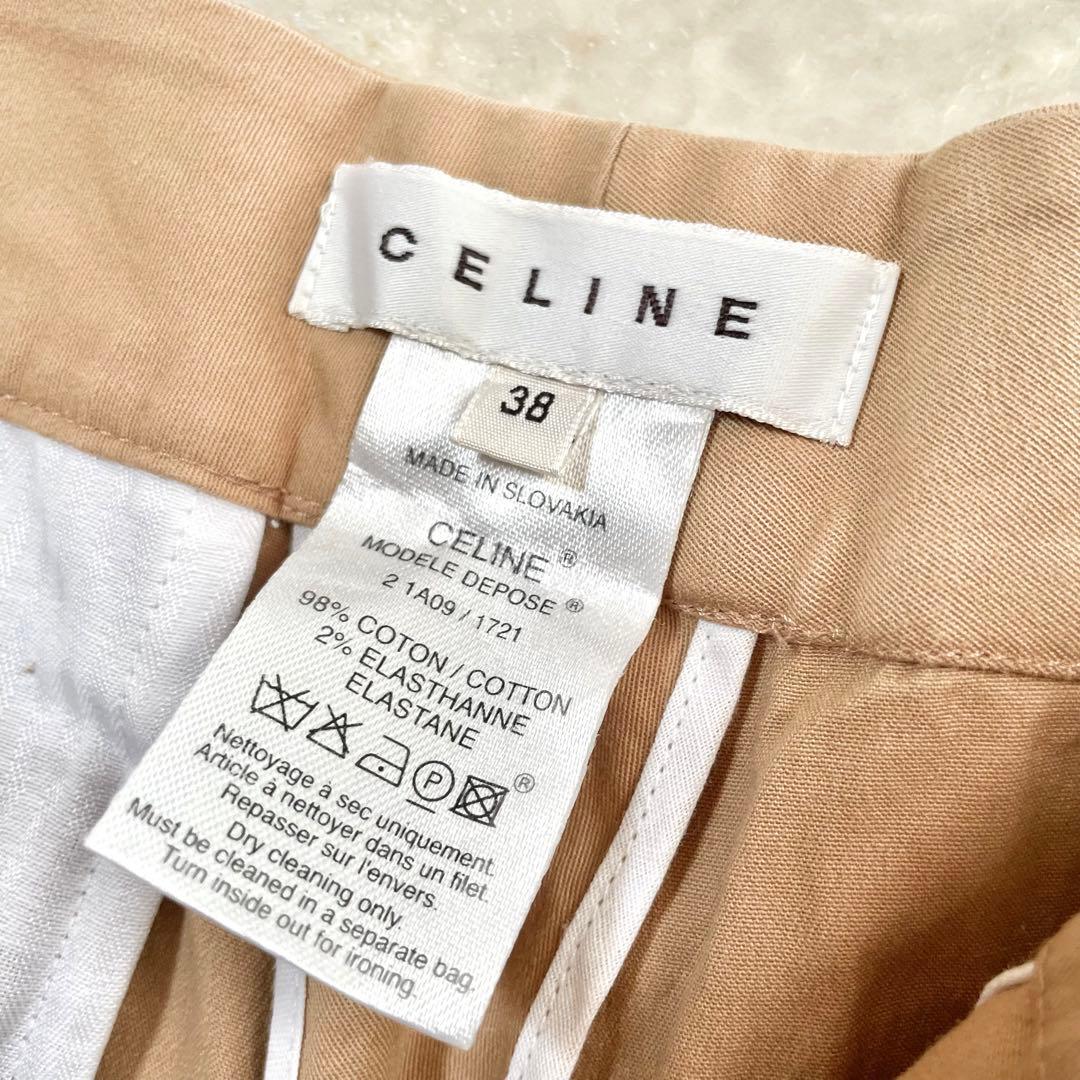 CELINE
38
MADE IN SLOVAKIA
CELINE®
MODELE DEPOSE®
2 1A09 / 1721
98% COTON / COTTON
2% ELASTHANNE
ELASTANE
P
®
Nettoyage à sec uniquement.
Article à nettoyer dans un filet.
Repasser sur l'envers.
Dry cleaning only.
Must be cleaned in a separate bag.
Turn inside out for ironing.